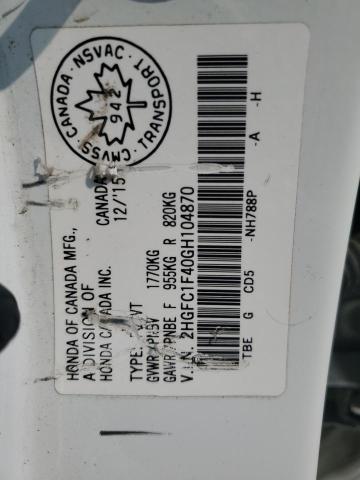 CMVSS CANADA - NSVAC - TRANSPORT
942
HONDA OF CANADA MFG., CANADA
A DIVISION OF 12/'15
HONDA CANADA INC.
TYPE:
GVWR 1770KG
F 955KG R 820KG
V.I.N. 2HGFC1F40GH104870
TBE G CD5 -NH788P -A -H